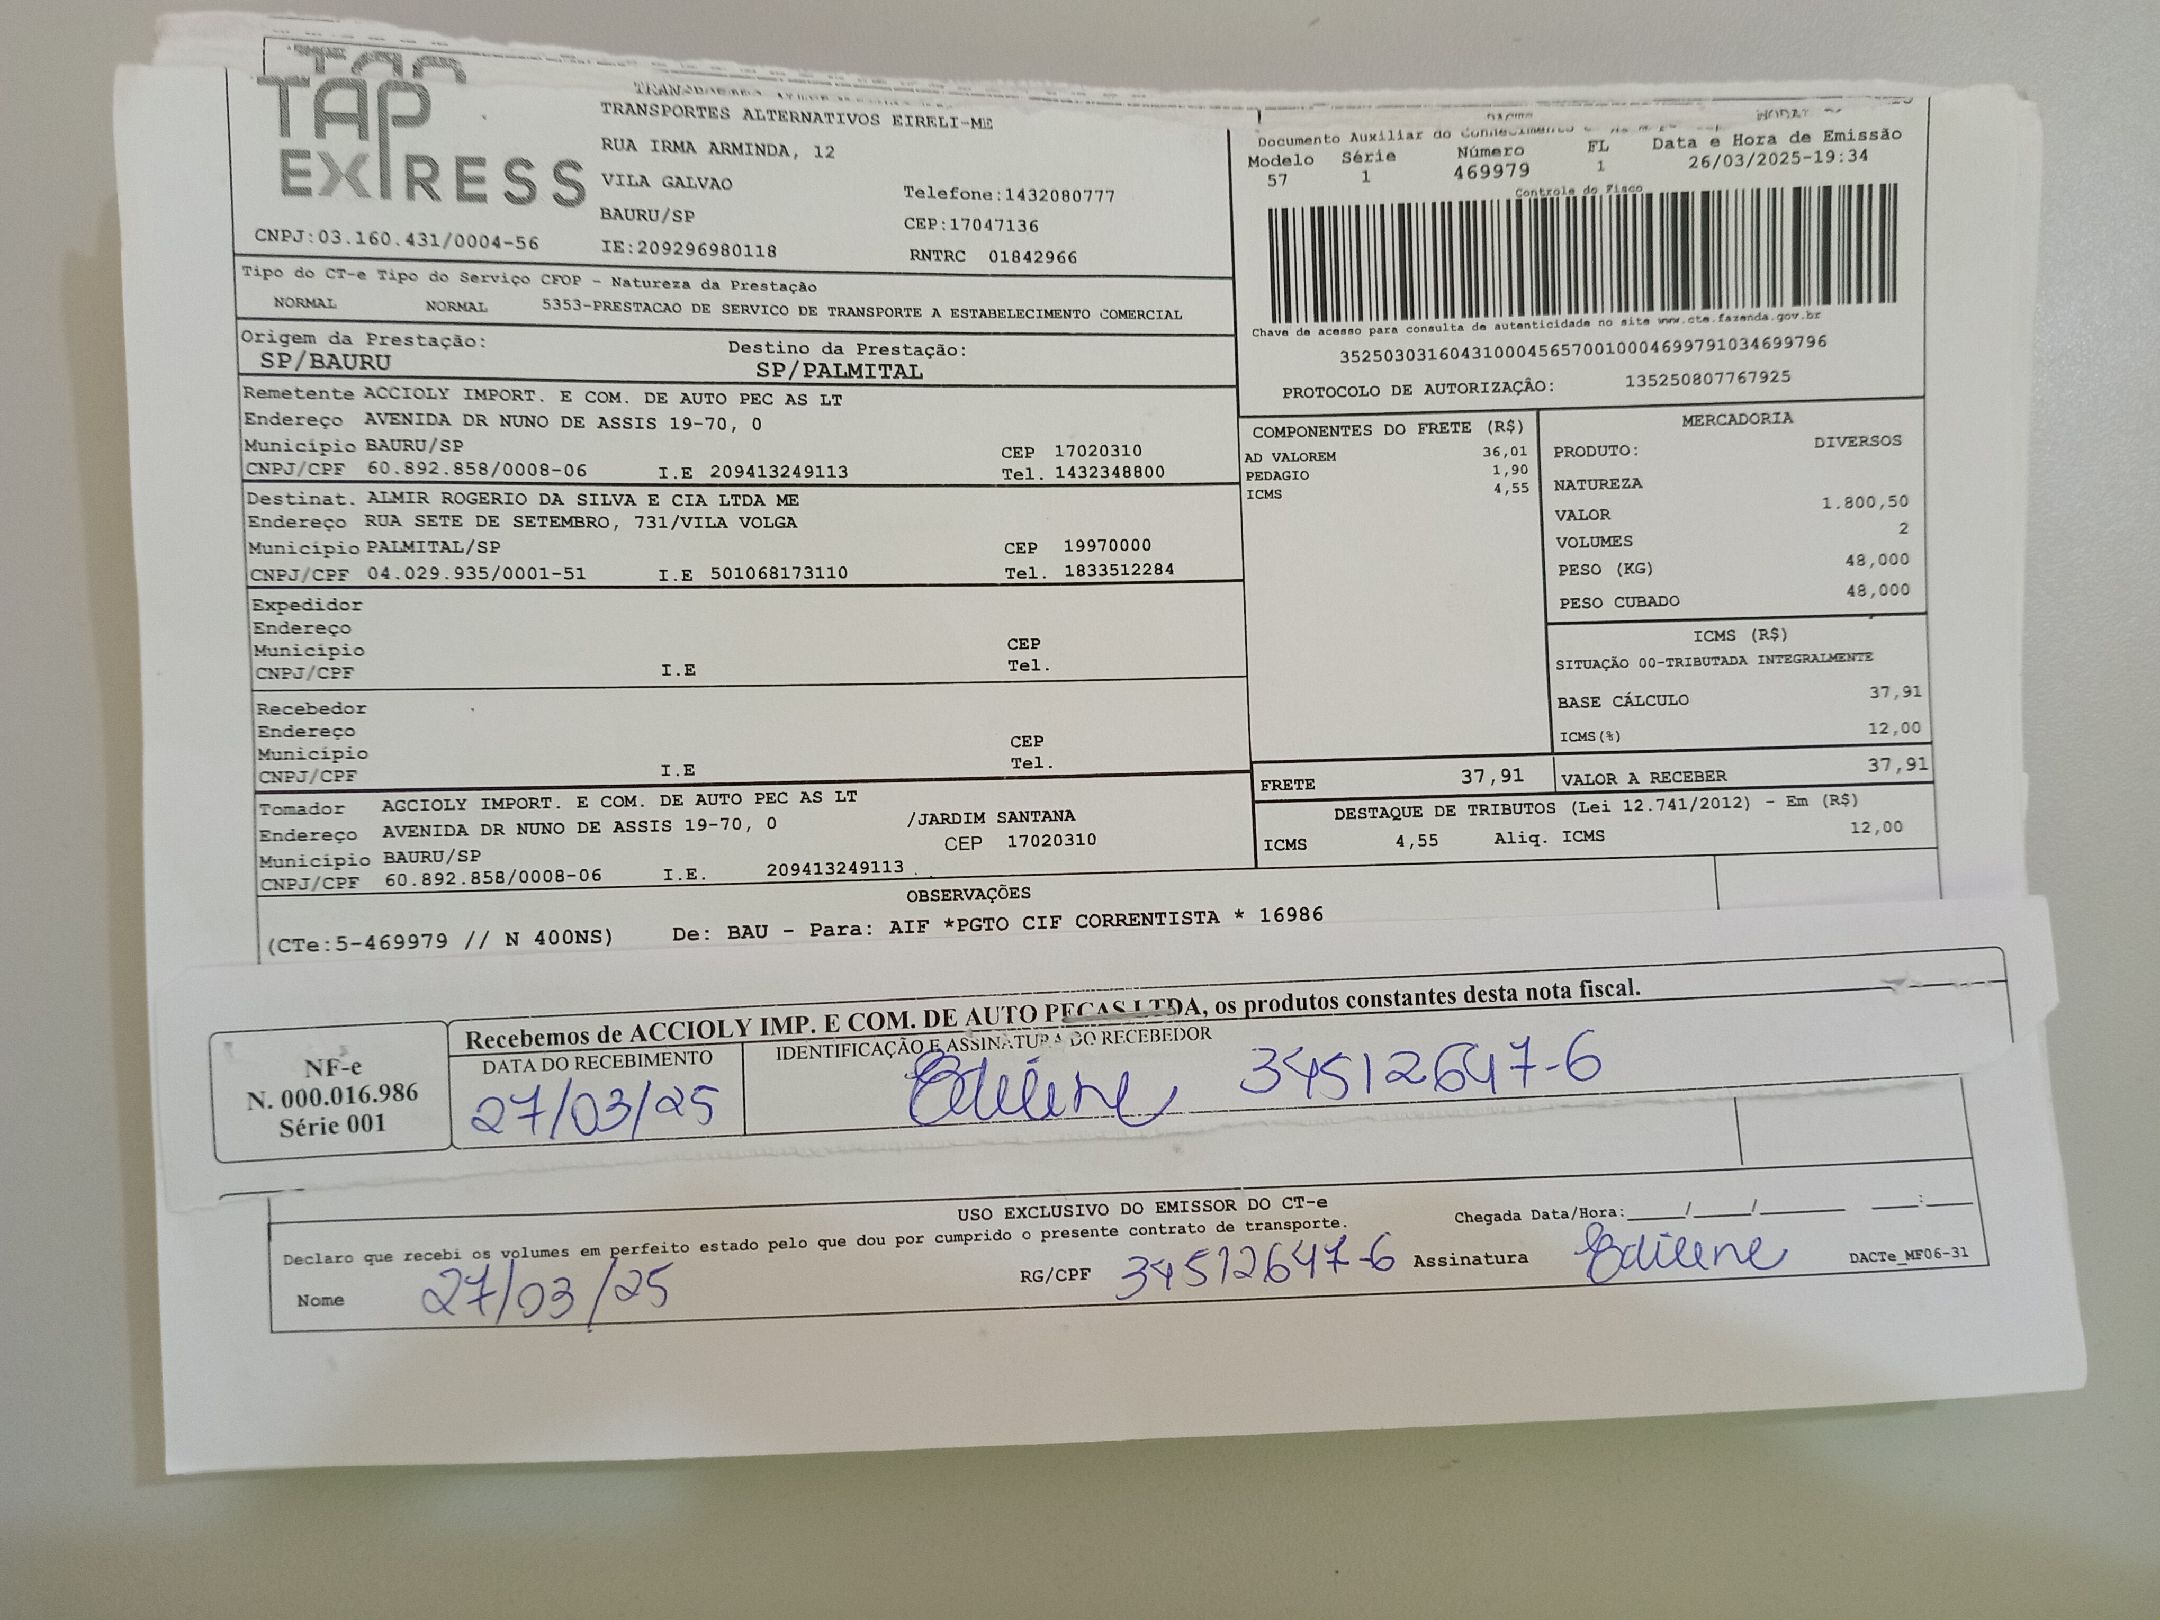 TAP
EXPRESS
CNPJ:03.160.431/0004-56
TRANSPORTES ALTERNATIVOS EIRELI-ME
RUA IRMA ARMINDA, 12
VILA GALVAO
Telefone:1432080777
BAURU/SP
CEP:17047136
IE:209296980118
RNTRC 01842966
Documento Auxiliar do Conhecimento
Modelo Série Número FL Data e Hora de Emissão
57 1 469979 1 26/03/2025-19:34
Controle do Fisco
Chave de acesso para consulta de autenticidade no site www.cte.fazenda.gov.br
35250303160431000456570010004699791034699796
PROTOCOLO DE AUTORIZAÇÃO: 135250807767925
Tipo do CT-e Tipo do Serviço CFOP - Natureza da Prestação
NORMAL NORMAL 5353-PRESTACAO DE SERVICO DE TRANSPORTE A ESTABELECIMENTO COMERCIAL
Origem da Prestação: Destino da Prestação:
SP/BAURU SP/PALMITAL
Remetente ACCIOLY IMPORT. E COM. DE AUTO PEC AS LT
Endereço AVENIDA DR NUNO DE ASSIS 19-70, 0
Município BAURU/SP CEP 17020310
CNPJ/CPF 60.892.858/0008-06 I.E 209413249113 Tel. 1432348800
Destinat. ALMIR ROGERIO DA SILVA E CIA LTDA ME
Endereço RUA SETE DE SETEMBRO, 731/VILA VOLGA
Município PALMITAL/SP CEP 19970000
CNPJ/CPF 04.029.935/0001-51 I.E 501068173110 Tel. 1833512284
Expedidor
Endereço
Município CEP
CNPJ/CPF I.E Tel.
Recebedor
Endereço
Município CEP
CNPJ/CPF I.E Tel.
Tomador AGCIOLY IMPORT. E COM. DE AUTO PEC AS LT
Endereço AVENIDA DR NUNO DE ASSIS 19-70, 0 /JARDIM SANTANA
Município BAURU/SP CEP 17020310
CNPJ/CPF 60.892.858/0008-06 I.E. 209413249113
COMPONENTES DO FRETE (R$)
AD VALOREM 36,01
PEDAGIO 1,90
ICMS 4,55
MERCADORIA
PRODUTO: DIVERSOS
NATUREZA
VALOR 1.800,50
VOLUMES 2
PESO (KG) 48,000
PESO CUBADO 48,000
ICMS (R$)
SITUAÇÃO 00-TRIBUTADA INTEGRALMENTE
BASE CÁLCULO 37,91
ICMS(%) 12,00
FRETE 37,91 VALOR A RECEBER 37,91
DESTAQUE DE TRIBUTOS (Lei 12.741/2012) - Em (R$)
ICMS 4,55 Aliq. ICMS 12,00
OBSERVAÇÕES
(CTe:5-469979 // N 400NS) De: BAU - Para: AIF *PGTO CIF CORRENTISTA * 16986
NF-e
N. 000.016.986
Série 001
Recebemos de ACCIOLY IMP. E COM. DE AUTO PEÇAS LTDA, os produtos constantes desta nota fiscal.
DATA DO RECEBIMENTO IDENTIFICAÇÃO E ASSINATURA DO RECEBEDOR
27/03/25 Edilene 34512647-6
USO EXCLUSIVO DO EMISSOR DO CT-e
Declaro que recebi os volumes em perfeito estado pelo que dou por cumprido o presente contrato de transporte.
Chegada Data/Hora:____/____/______ ___:___
Nome 27/03/25 RG/CPF 34512647-6 Assinatura Edilene DACTe_MF06-31